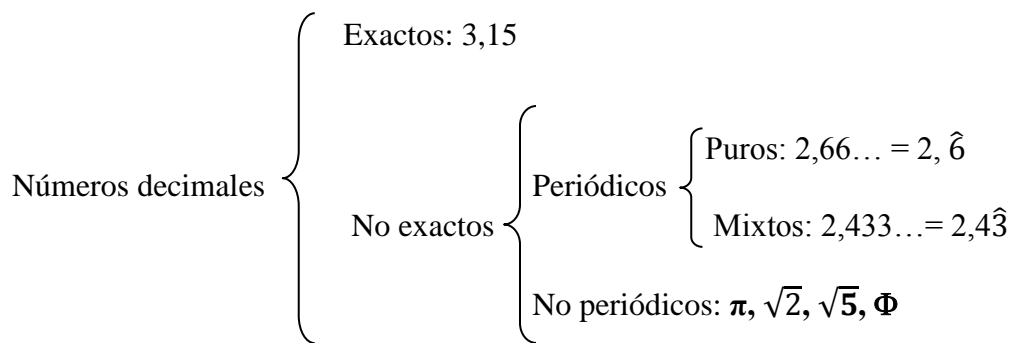 Exactos: 3,15
Puros: 2,66… = 2, 6̂
Números decimales
Periódicos
No exactos
Mixtos: 2,433…= 2,43̂
No periódicos: π, √2, √5, Φ